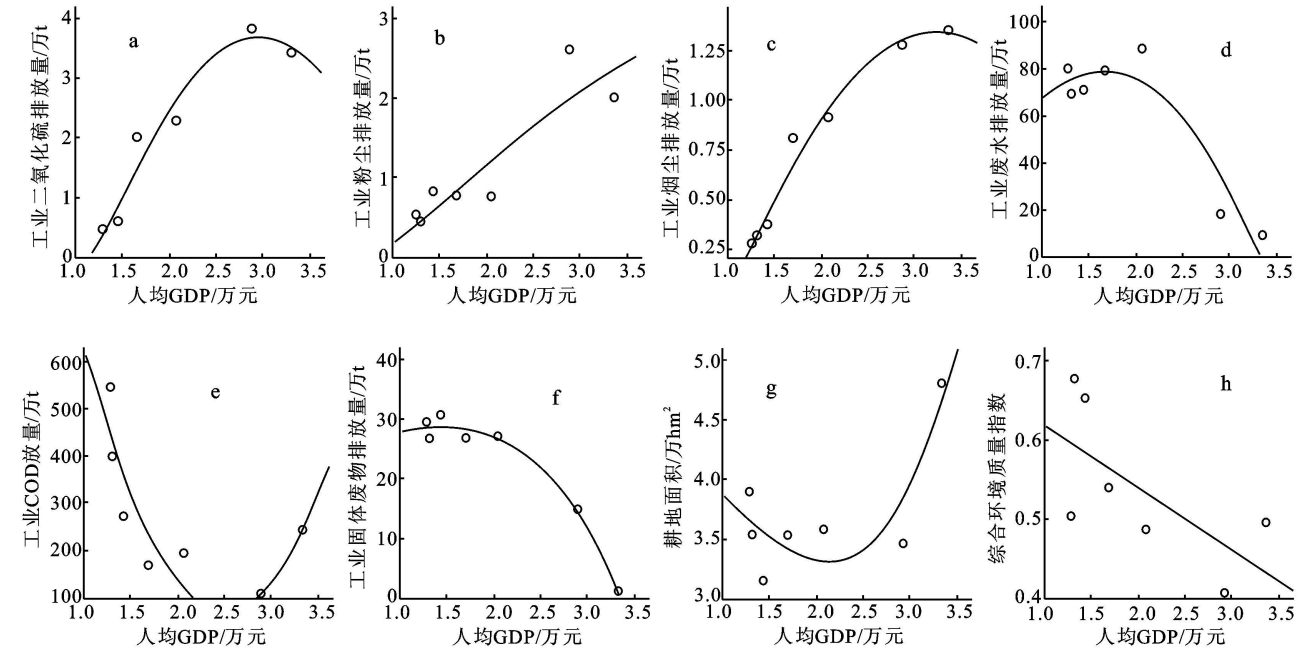 a
工业二氧化硫排放量/万t
4
3
2
1
0
1.0 1.5 2.0 2.5 3.0 3.5
人均GDP/万元
b
工业粉尘排放量/万t
3
2
1
0
1.0 1.5 2.0 2.5 3.0 3.5
人均GDP/万元
c
工业烟尘排放量/万t
1.25
1.00
0.75
0.50
0.25
1.0 1.5 2.0 2.5 3.0 3.5
人均GDP/万元
d
工业废水排放量/万t
100
80
60
40
20
0
1.0 1.5 2.0 2.5 3.0 3.5
人均GDP/万元
e
工业COD放量/万t
600
500
400
300
200
100
1.0 1.5 2.0 2.5 3.0 3.5
人均GDP/万元
f
工业固体废物排放量/万t
40
30
20
10
0
1.0 1.5 2.0 2.5 3.0 3.5
人均GDP/万元
g
耕地面积/万hm²
5.0
4.5
4.0
3.5
3.0
1.0 1.5 2.0 2.5 3.0 3.5
人均GDP/万元
h
综合环境质量指数
0.7
0.6
0.5
0.4
1.0 1.5 2.0 2.5 3.0 3.5
人均GDP/万元